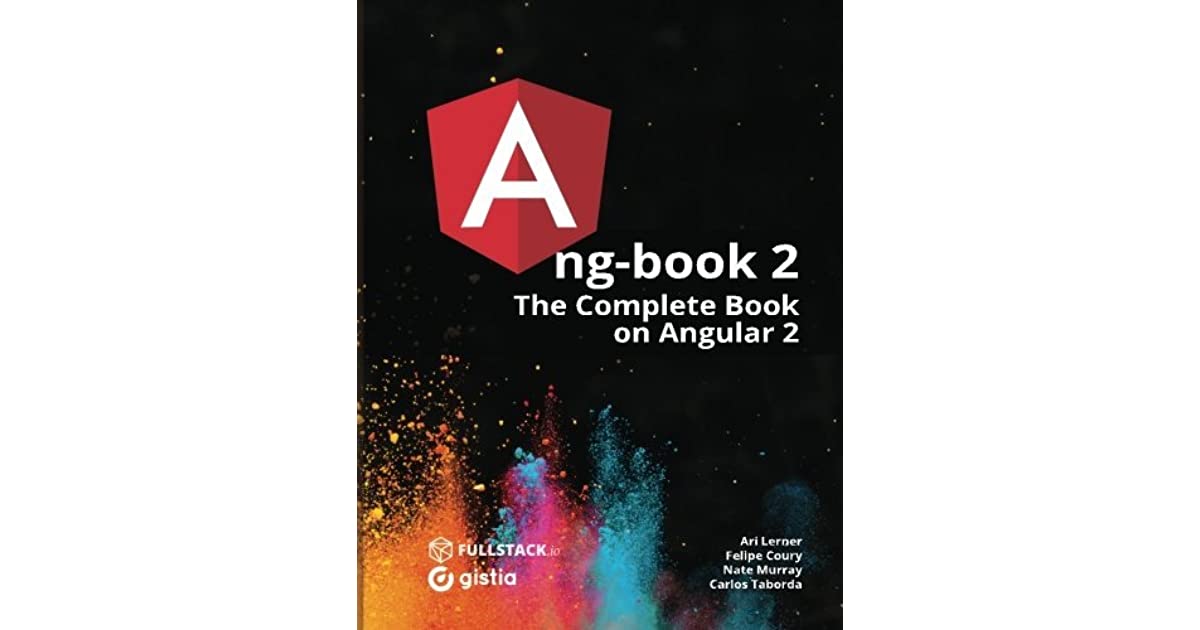 A
ng-book 2
The Complete Book
on Angular 2
FULLSTACK.io
gistia
Ari Lerner
Felipe Coury
Nate Murray
Carlos Taborda